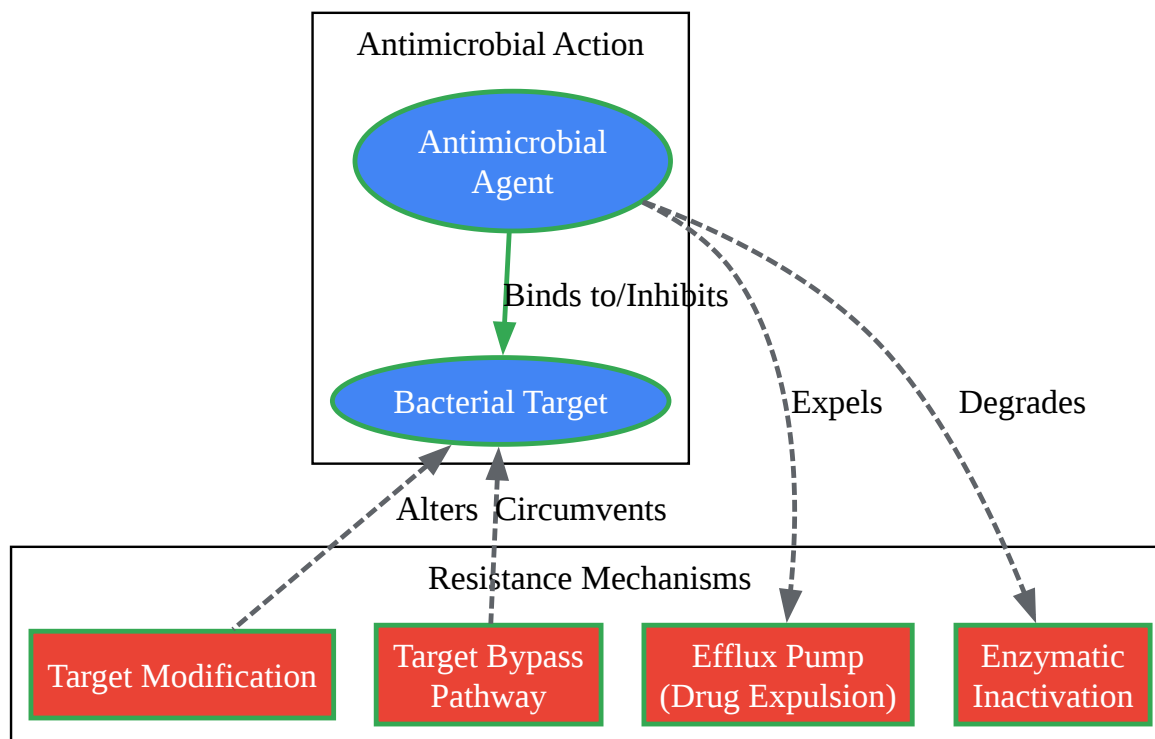 Antimicrobial Action
Antimicrobial
Agent
Binds to/Inhibits
Bacterial Target
Expels
Degrades
Alters
Circumvents
Resistance Mechanisms
Target Modification
Target Bypass
Pathway
Efflux Pump
(Drug Expulsion)
Enzymatic
Inactivation